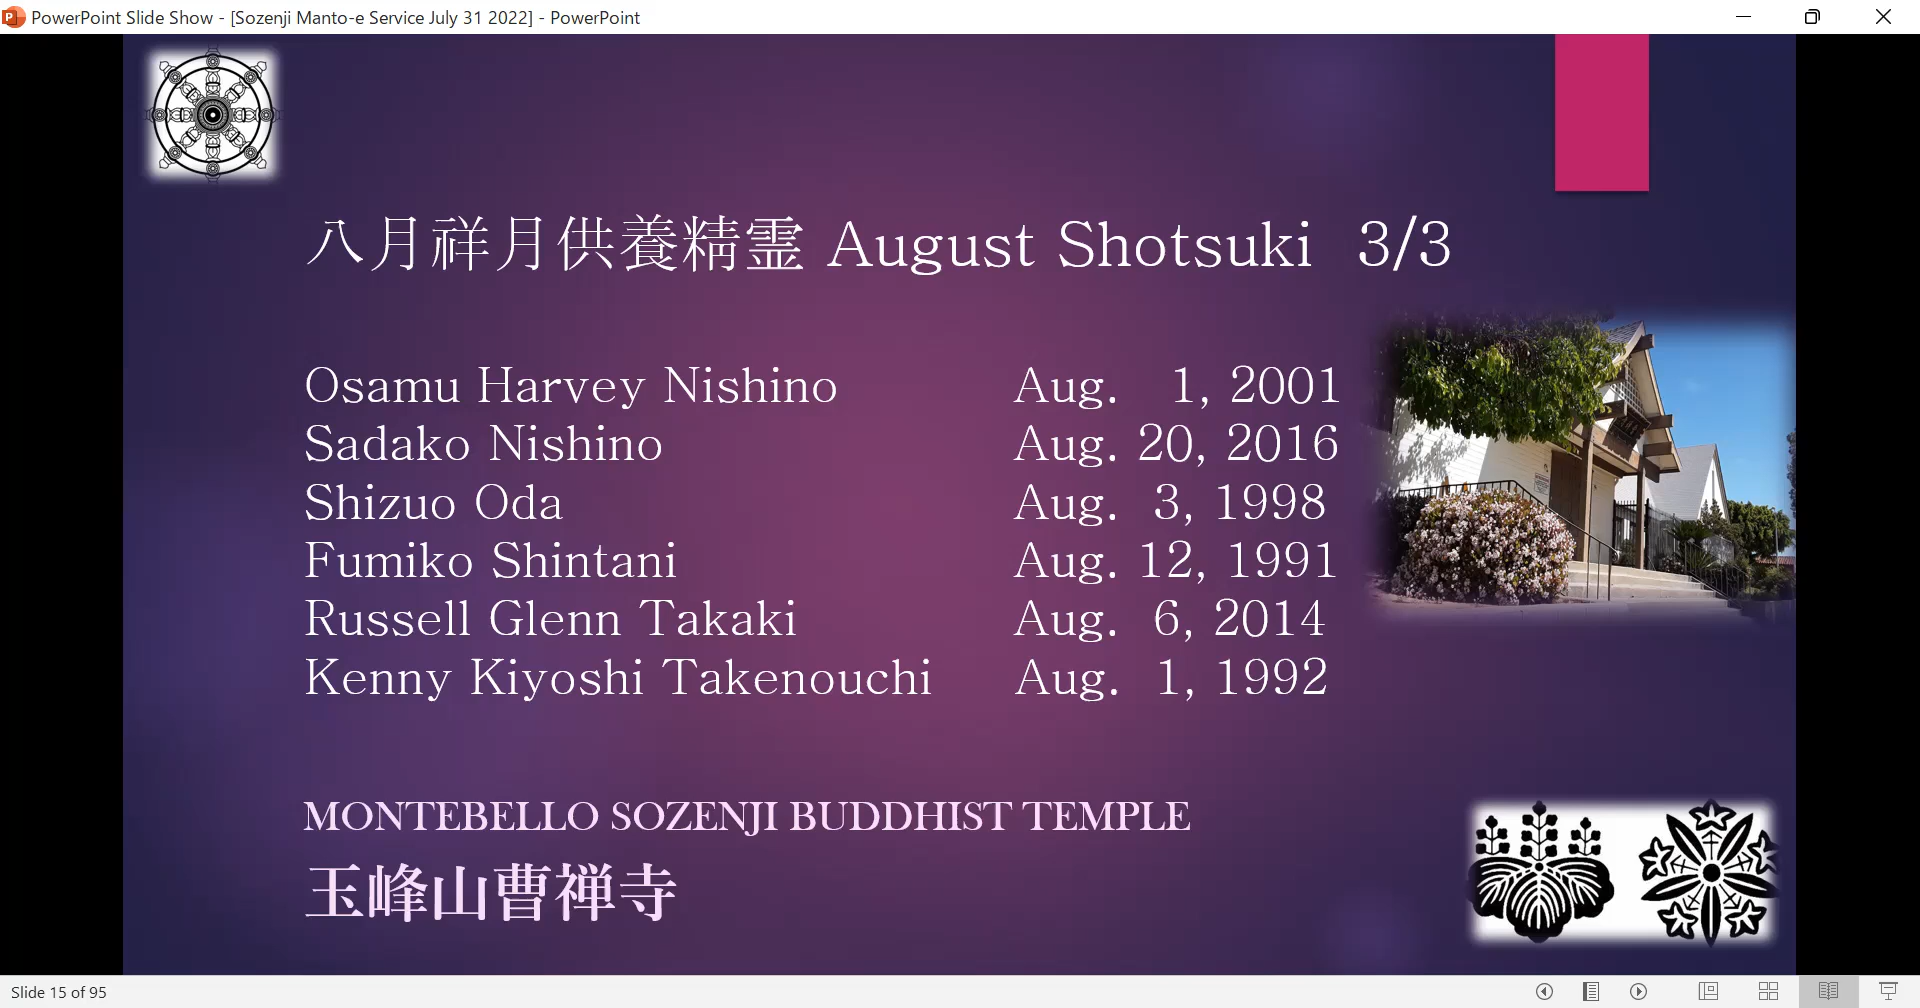 PowerPoint Slide Show - [Sozenji Manto-e Service July 31 2022] - PowerPoint
八月祥月供養精霊 August Shotsuki 3/3
Osamu Harvey Nishino Aug. 1, 2001
Sadako Nishino Aug. 20, 2016
Shizuo Oda Aug. 3, 1998
Fumiko Shintani Aug. 12, 1991
Russell Glenn Takaki Aug. 6, 2014
Kenny Kiyoshi Takenouchi Aug. 1, 1992
MONTEBELLO SOZENJI BUDDHIST TEMPLE
玉峰山曹禅寺
Slide 15 of 95